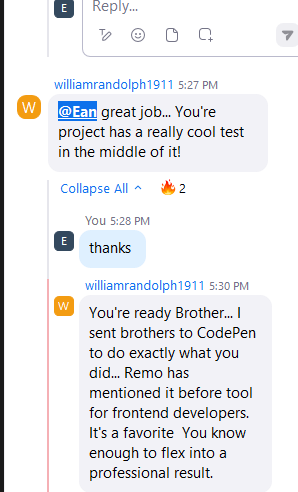 E
Reply...
williamrandolph1911 5:27 PM
W
@Ean great job... You're
project has a really cool test
in the middle of it!
Collapse All 🔥 2
You 5:28 PM
E
thanks
williamrandolph1911 5:30 PM
W
You're ready Brother... I
sent brothers to CodePen
to do exactly what you
did... Remo has
mentioned it before tool
for frontend developers.
It's a favorite  You know
enough to flex into a
professional result.